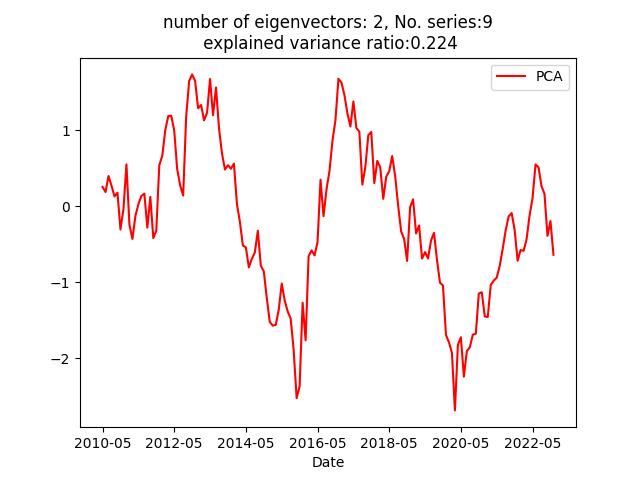 number of eigenvectors: 2, No. series:9
explained variance ratio:0.224
PCA
1
0
−1
−2
2010-05 2012-05 2014-05 2016-05 2018-05 2020-05 2022-05
Date